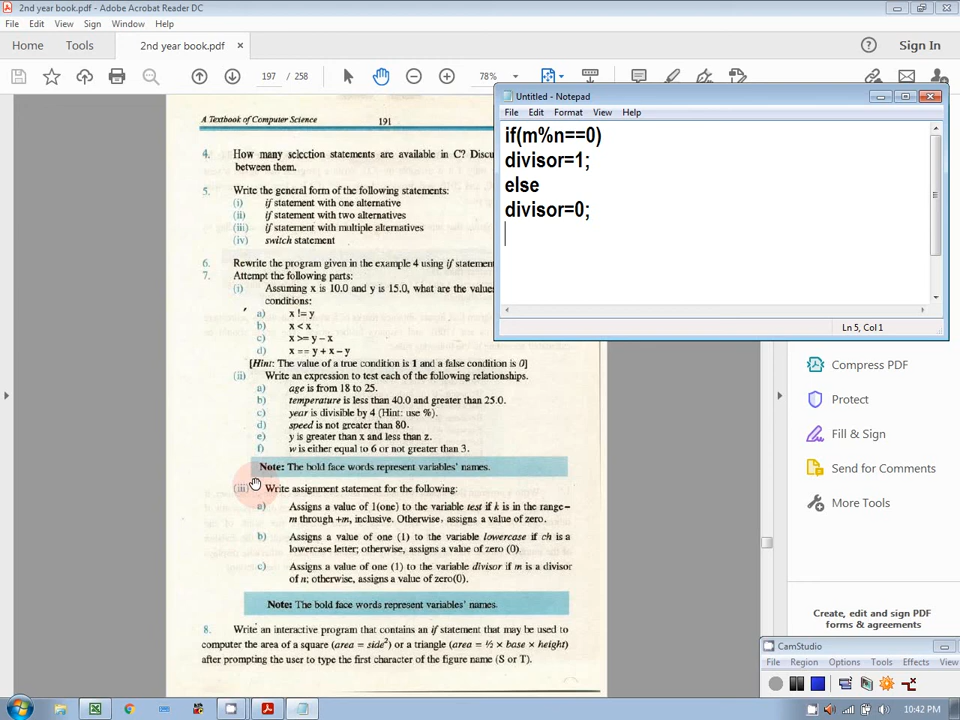 2nd year book.pdf - Adobe Acrobat Reader DC
File Edit View Sign Window Help
Home Tools 2nd year book.pdf × Sign In
197 / 258 78%
A Textbook of Computer Science 191
4. How many selection statements are available in C?
between them.
5. Write the general form of the following statements:
(i) if statement with one alternative
(ii) if statement with two alternatives
(iii) if statement with multiple alternatives
(iv) switch statement
6. Rewrite the program given in the example 4 using if
7. Attempt the following parts:
(i) Assuming x is 10.0 and y is 15.0, what are the
conditions:
a) x != y
b) x < x
c) x >= y – x
d) x == y + x – y
[Hint: The value of a true condition is 1 and a false condition is 0]
(ii) Write an expression to test each of the following relationships.
a) age is from 18 to 25.
b) temperature is less than 40.0 and greater than 25.0.
c) year is divisible by 4 (Hint: use %).
d) speed is not greater than 80.
e) y is greater than x and less than z.
f) w is either equal to 6 or not greater than 3.
Note: The bold face words represent variables' names.
(iii) Write assignment statement for the following:
a) Assigns a value of 1(one) to the variable test if k is in the range–
m through +m, inclusive. Otherwise, assigns a value of zero.
b) Assigns a value of one (1) to the variable lowercase if ch is a
lowercase letter; otherwise, assigns a value of zero (0).
c) Assigns a value of one (1) to the variable divisor if m is a divisor
of n; otherwise, assigns a value of zero(0).
Note: The bold face words represent variables' names.
8. Write an interactive program that contains an if statement that may be used to
computer the area of a square (area = side²) or a triangle (area = ½ × base × height)
after prompting the user to type the first character of the figure name (S or T).
Untitled - Notepad
File Edit Format View Help
if(m%n==0)
divisor=1;
else
divisor=0;
Ln 5, Col 1
Compress PDF
Protect
Fill & Sign
Send for Comments
More Tools
Create, edit and sign PDF
forms & agreements
CamStudio
File Region Options Tools Effects View
10:42 PM